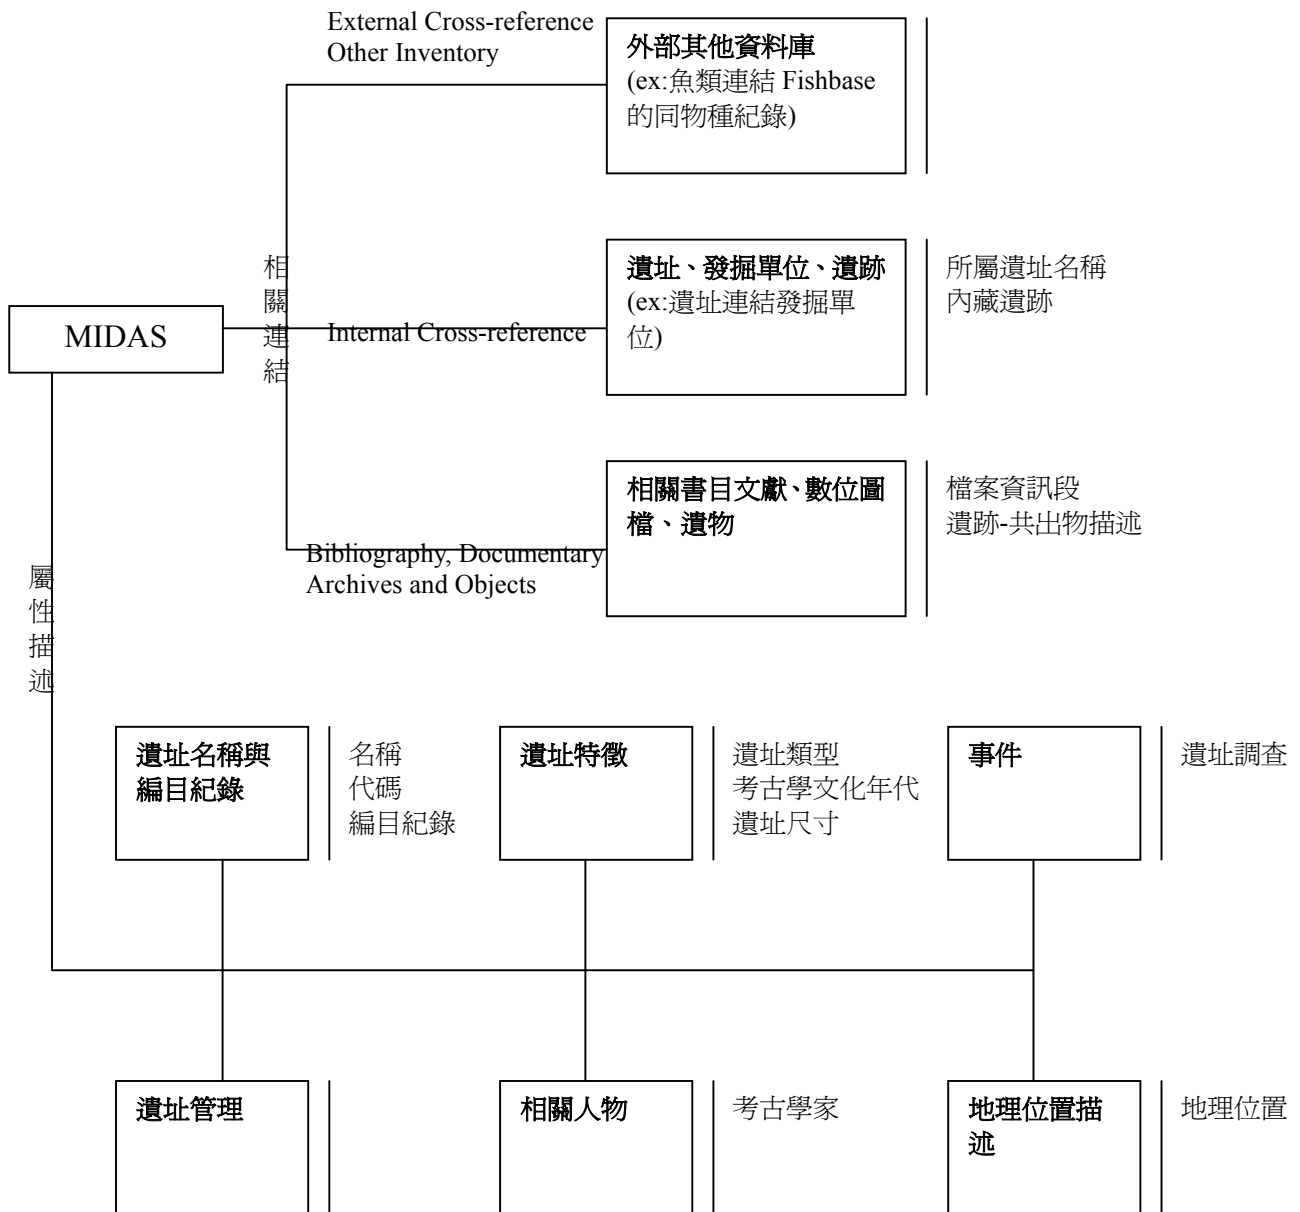 External Cross-reference
Other Inventory
外部其他資料庫
(ex:魚類連結 Fishbase
的同物種紀錄)
MIDAS
相關連結
Internal Cross-reference
遺址、發掘單位、遺跡
(ex:遺址連結發掘單
位)
所屬遺址名稱
內藏遺跡
Bibliography, Documentary
Archives and Objects
相關書目文獻、數位圖
檔、遺物
檔案資訊段
遺跡-共出物描述
屬性描述
遺址名稱與
編目紀錄
名稱
代碼
編目紀錄
遺址特徵
遺址類型
考古學文化年代
遺址尺寸
事件
遺址調查
遺址管理
相關人物
考古學家
地理位置描
述
地理位置